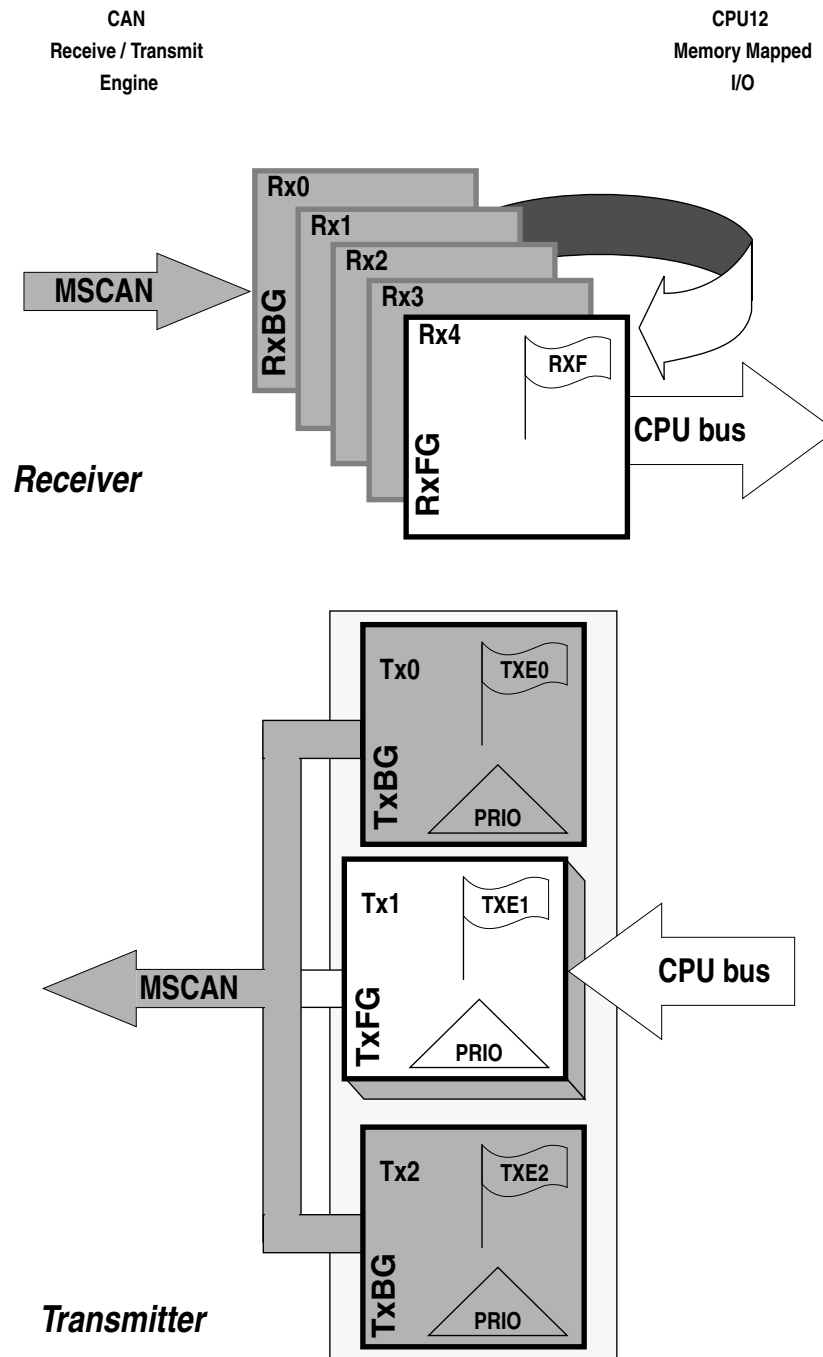 CAN
Receive / Transmit
Engine
CPU12
Memory Mapped
I/O
Rx0
Rx1
Rx2
Rx3
Rx4
RXF
MSCAN
RxBG
RxFG
CPU bus
Receiver
Tx0
TXE0
TxBG
PRIO
Tx1
TXE1
MSCAN
CPU bus
TxFG
PRIO
Tx2
TXE2
TxBG
PRIO
Transmitter